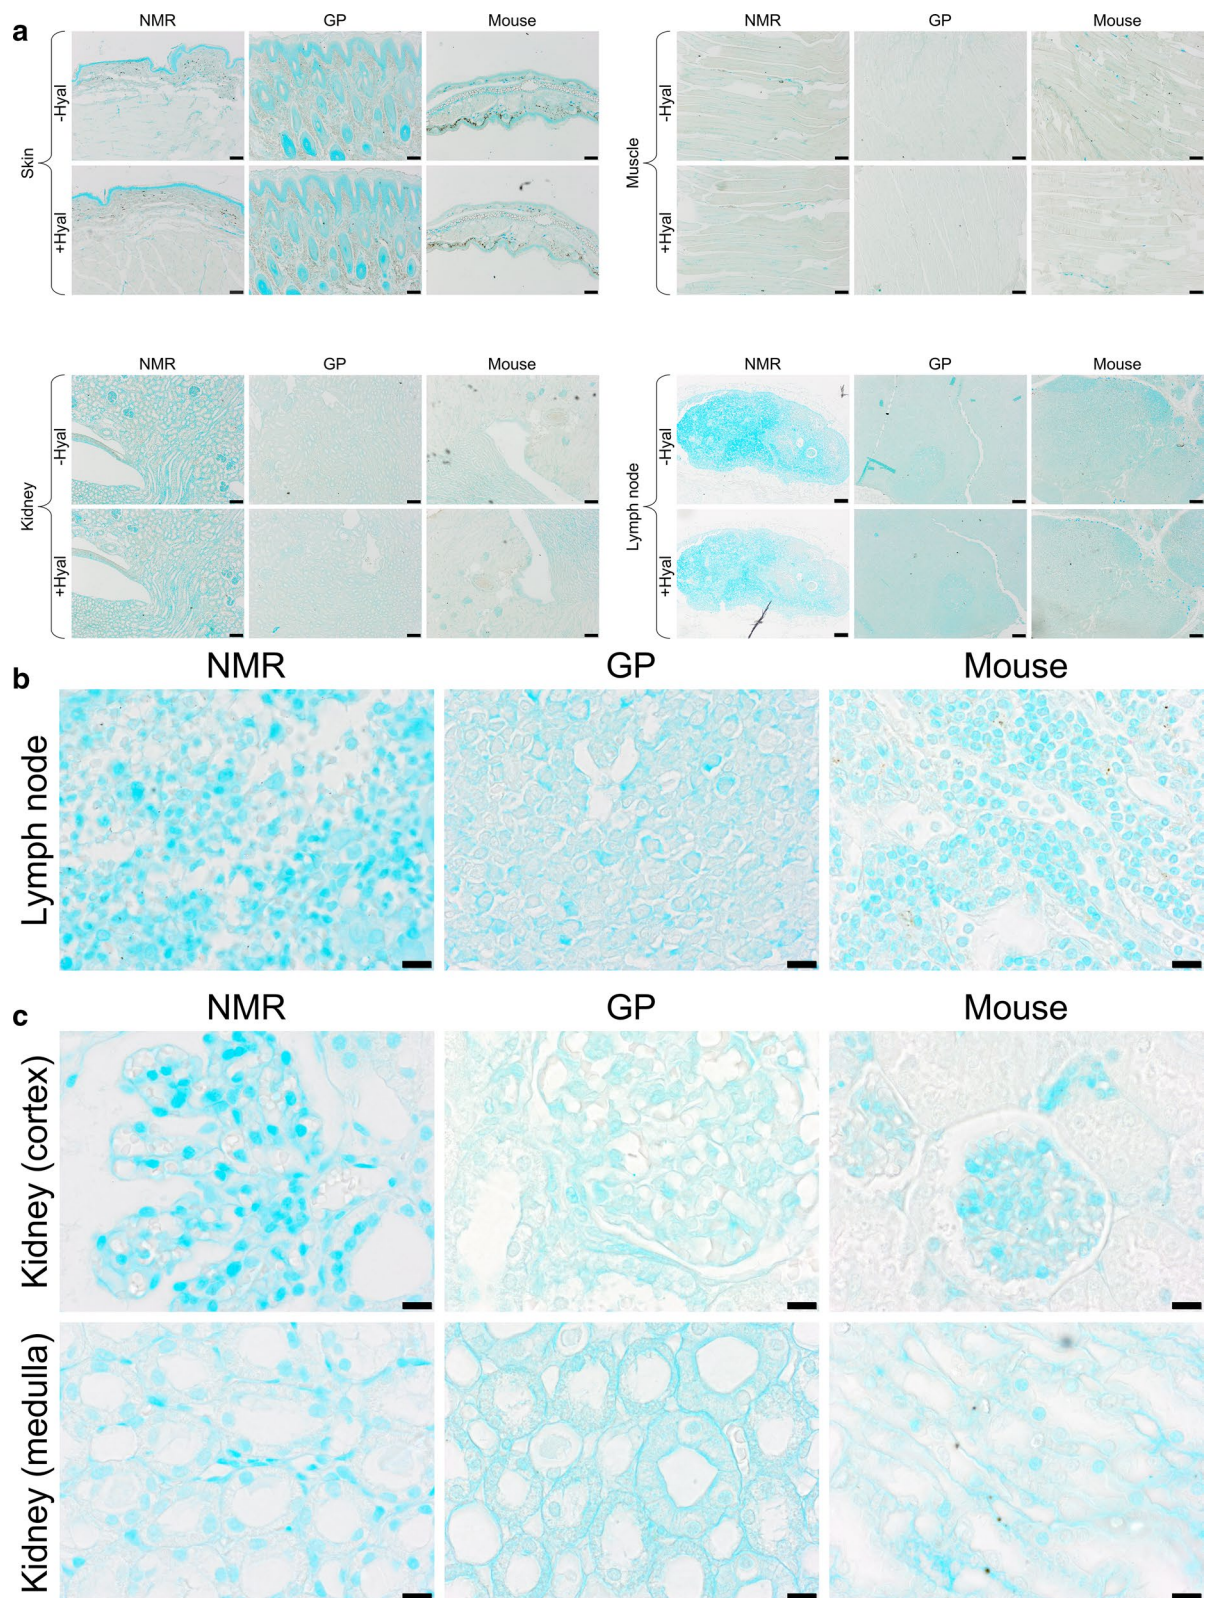 a
NMR GP Mouse
Skin
-Hyal
+Hyal
NMR GP Mouse
Muscle
-Hyal
+Hyal
NMR GP Mouse
Kidney
-Hyal
+Hyal
NMR GP Mouse
Lymph node
-Hyal
+Hyal
b
NMR GP Mouse
Lymph node
c
NMR GP Mouse
Kidney (cortex)
Kidney (medulla)